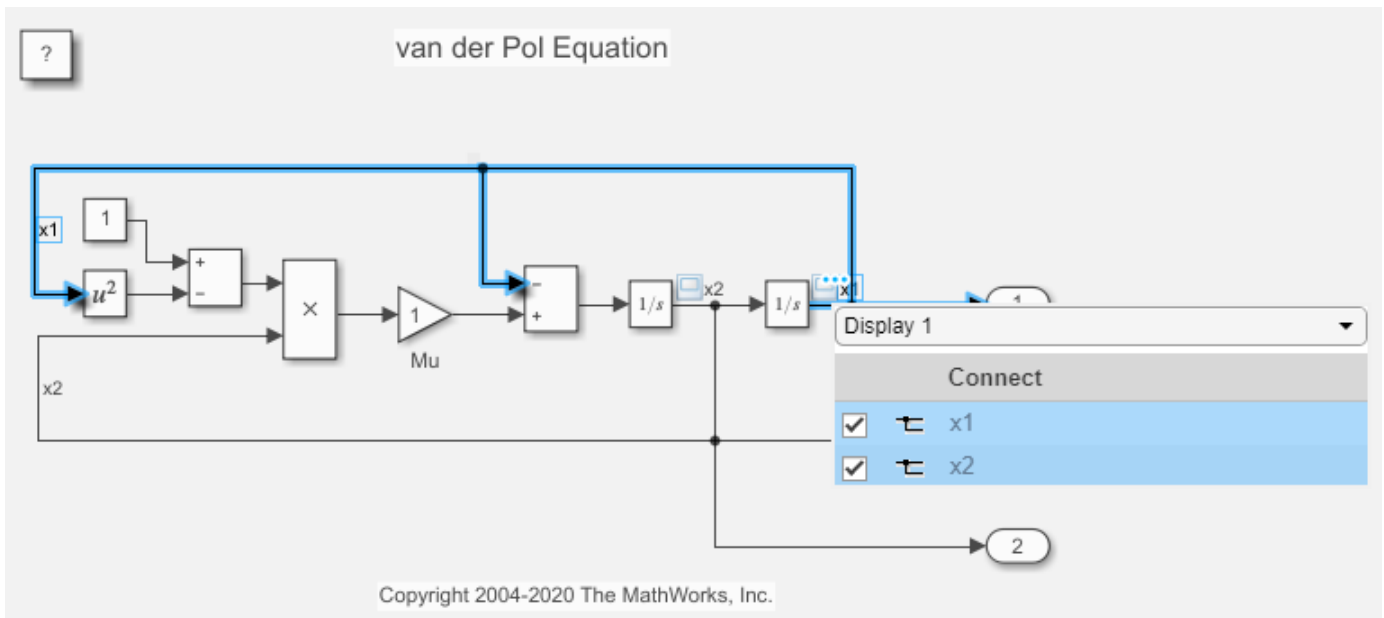 ?
van der Pol Equation
x1
1
+
−
u²
×
1
Mu
−
+
1/s
x2
1/s
x1
1
x2
Display 1
Connect
x1
x2
2
Copyright 2004-2020 The MathWorks, Inc.